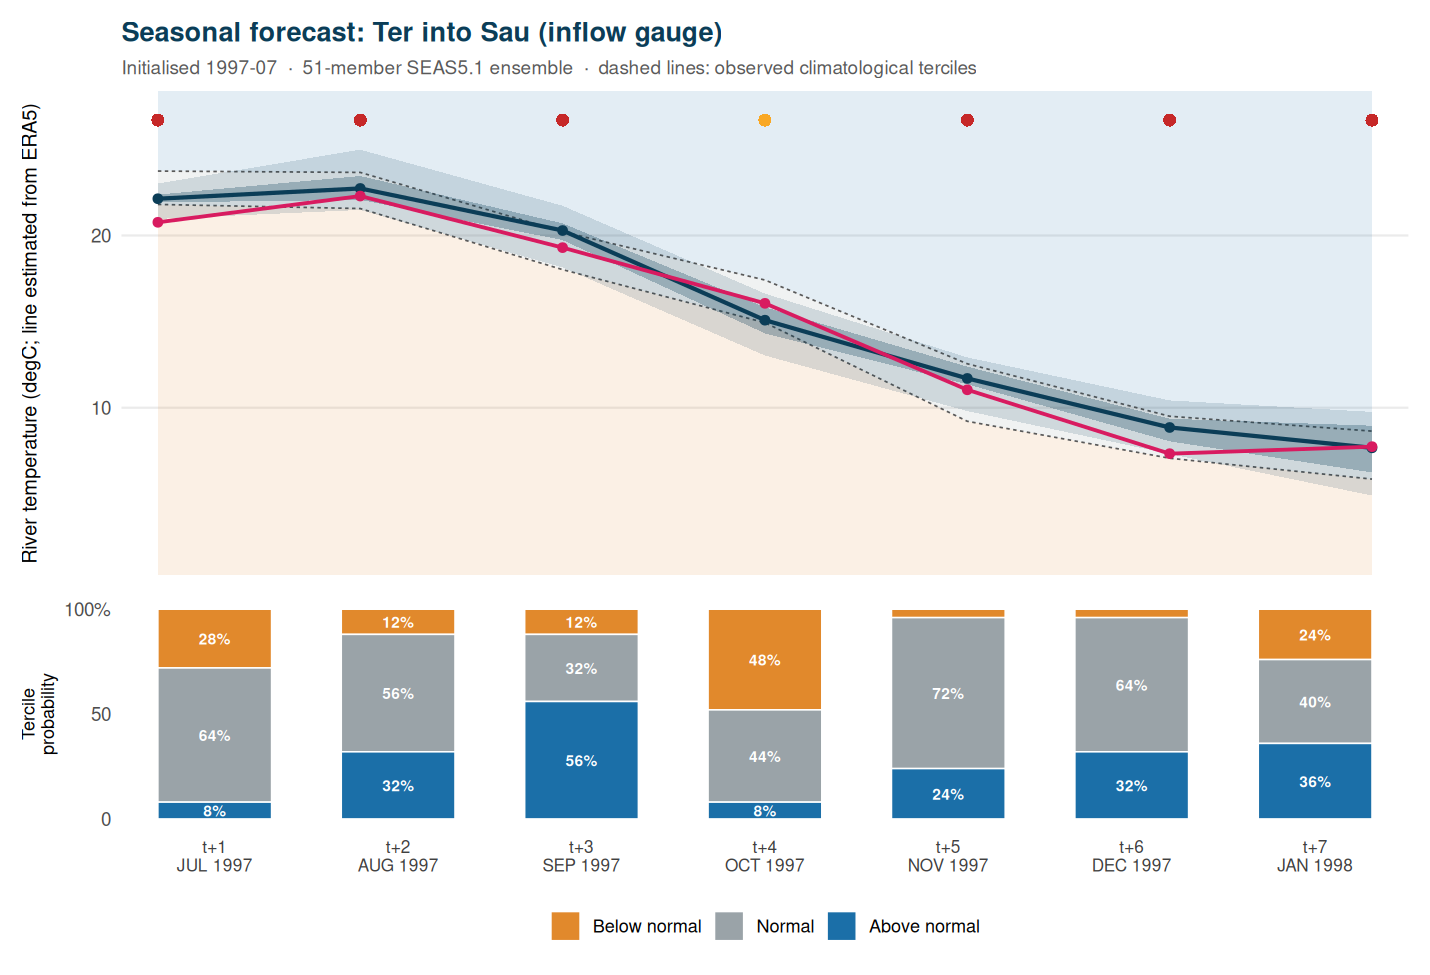 Seasonal forecast: Ter into Sau (inflow gauge)
Initialised 1997-07 · 51-member SEAS5.1 ensemble · dashed lines: observed climatological terciles
River temperature (degC; line estimated from ERA5)
20
10
Tercile
probability
100%
50
0
28%
64%
8%
12%
56%
32%
12%
32%
56%
48%
44%
8%
72%
24%
64%
32%
24%
40%
36%
t+1
JUL 1997
t+2
AUG 1997
t+3
SEP 1997
t+4
OCT 1997
t+5
NOV 1997
t+6
DEC 1997
t+7
JAN 1998
Below normal
Normal
Above normal